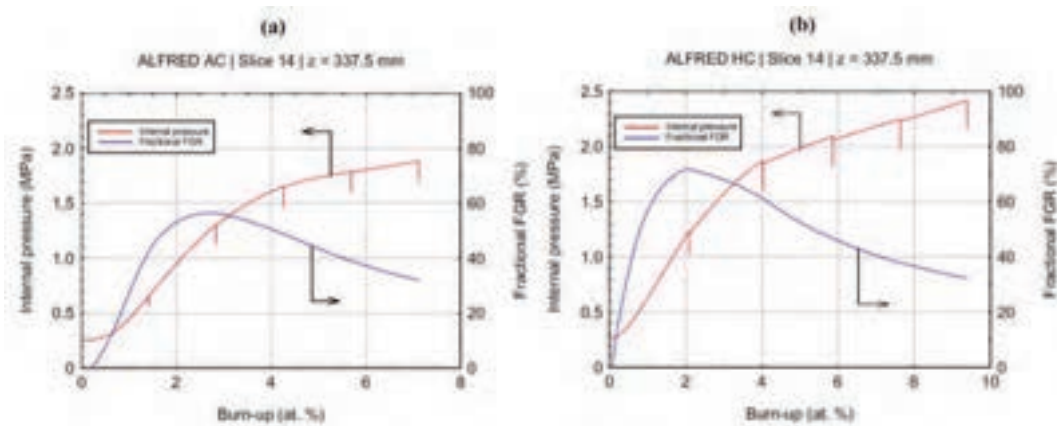 (a)
ALFRED AC | Slice 14 | z = 337.5 mm
Internal pressure (MPa)
2.5
2.0
1.5
1.0
0.5
0
Internal pressure
Fractional FGR
100
80
60
40
20
0
Fractional FGR (%)
0 2 4 6 8
Burn-up (at. %)
(b)
ALFRED HC | Slice 14 | z = 337.5 mm
Internal pressure (MPa)
2.5
2.0
1.5
1.0
0.5
0
Internal pressure
Fractional FGR
100
80
60
40
20
0
Fractional FGR (%)
0 2 4 6 8 10
Burn-up (at. %)